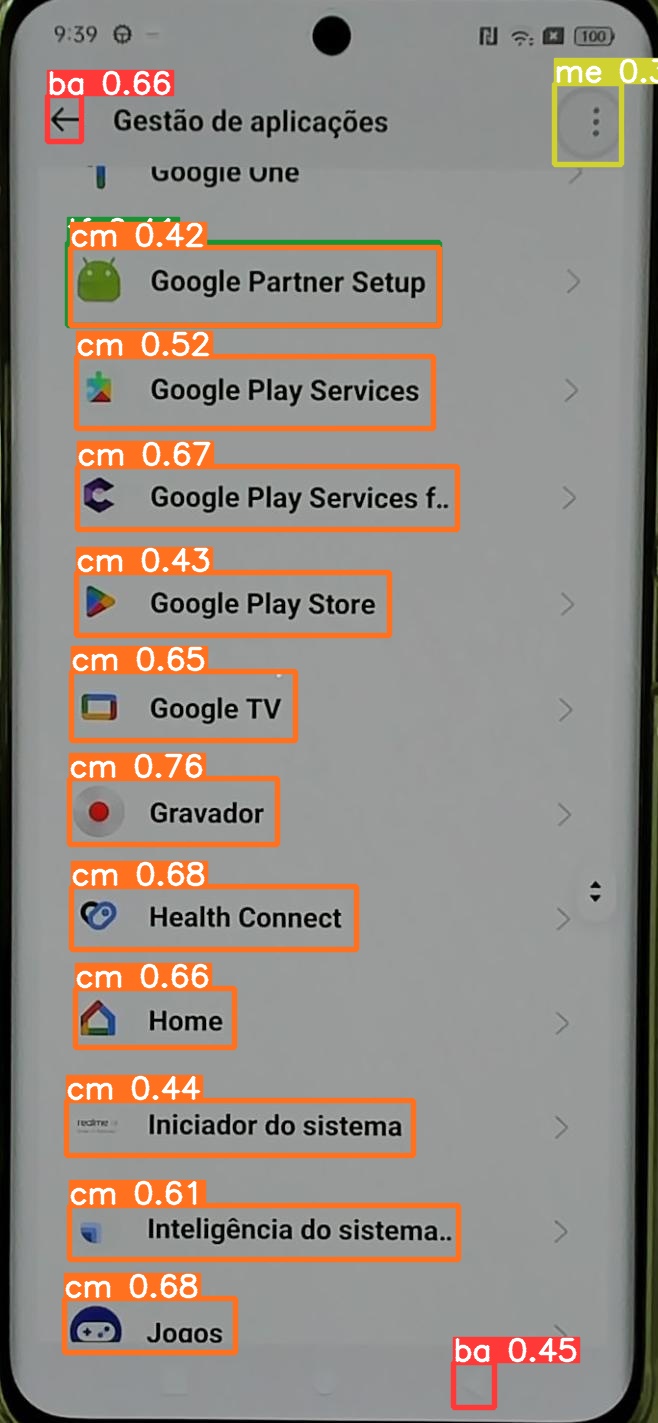 9:39
100
ba 0.66
me 0.3
Gestão de aplicações
Google One
cm 0.42
Google Partner Setup
cm 0.52
Google Play Services
cm 0.67
Google Play Services f..
cm 0.43
Google Play Store
cm 0.65
Google TV
cm 0.76
Gravador
cm 0.68
Health Connect
cm 0.66
Home
cm 0.44
realme
Iniciador do sistema
cm 0.61
Inteligência do sistema..
cm 0.68
Jogos
ba 0.45